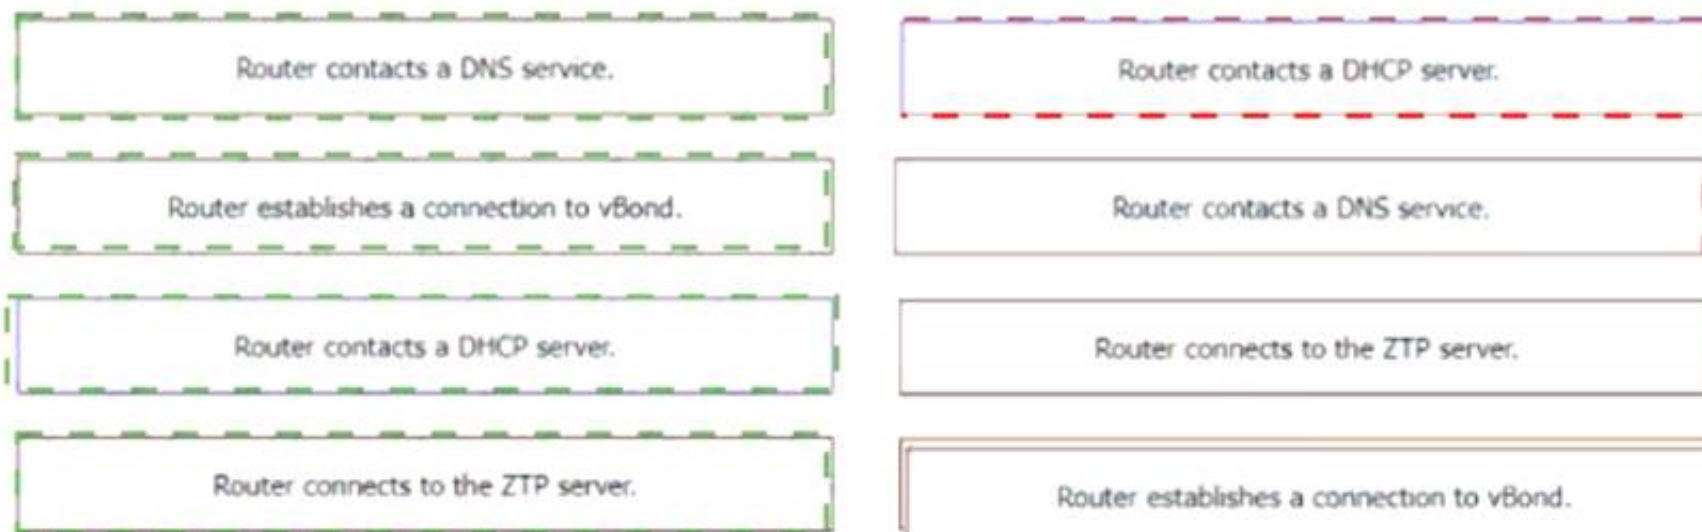 Router contacts a DNS service.
Router establishes a connection to vBond.
Router contacts a DHCP server.
Router connects to the ZTP server.
Router contacts a DHCP server.
Router contacts a DNS service.
Router connects to the ZTP server.
Router establishes a connection to vBond.